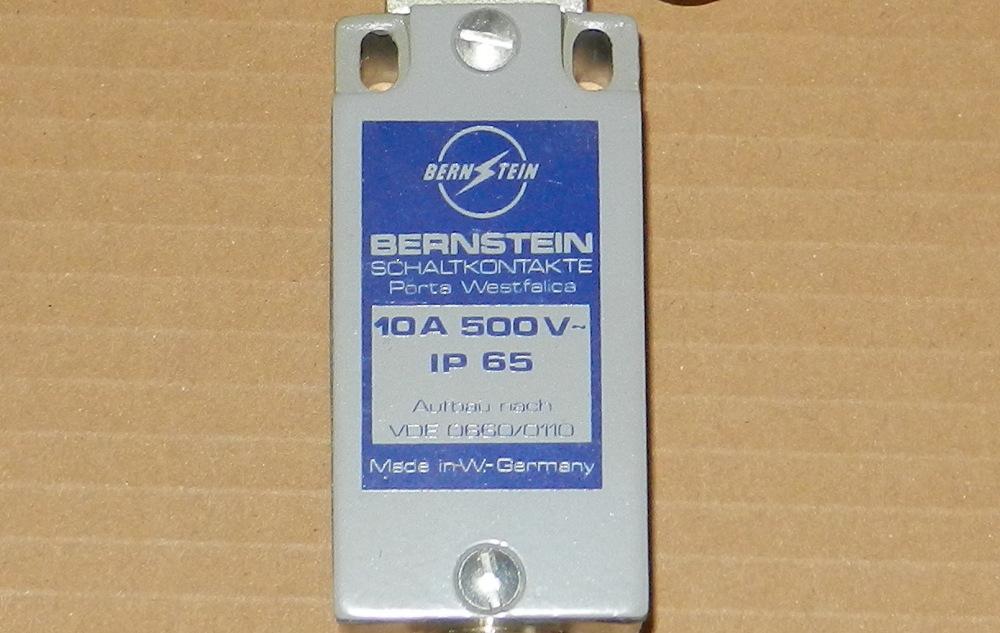 BERNSTEIN
BERNSTEIN
SCHALTKONTAKTE
Porta Westfalica
10A 500V~
IP 65
Aufbau nach
VDE 0660/0110
Made in W.-Germany